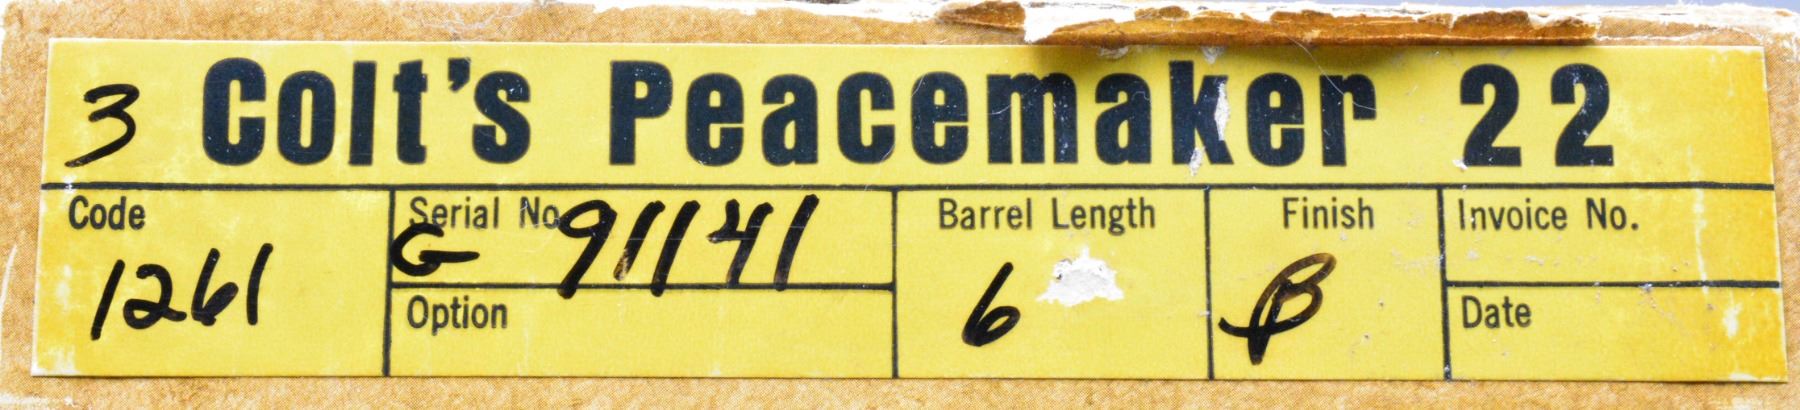 3 Colt's Peacemaker 22
Code Serial No. Barrel Length Finish Invoice No.
1261 G 91141 6 B
Option Date